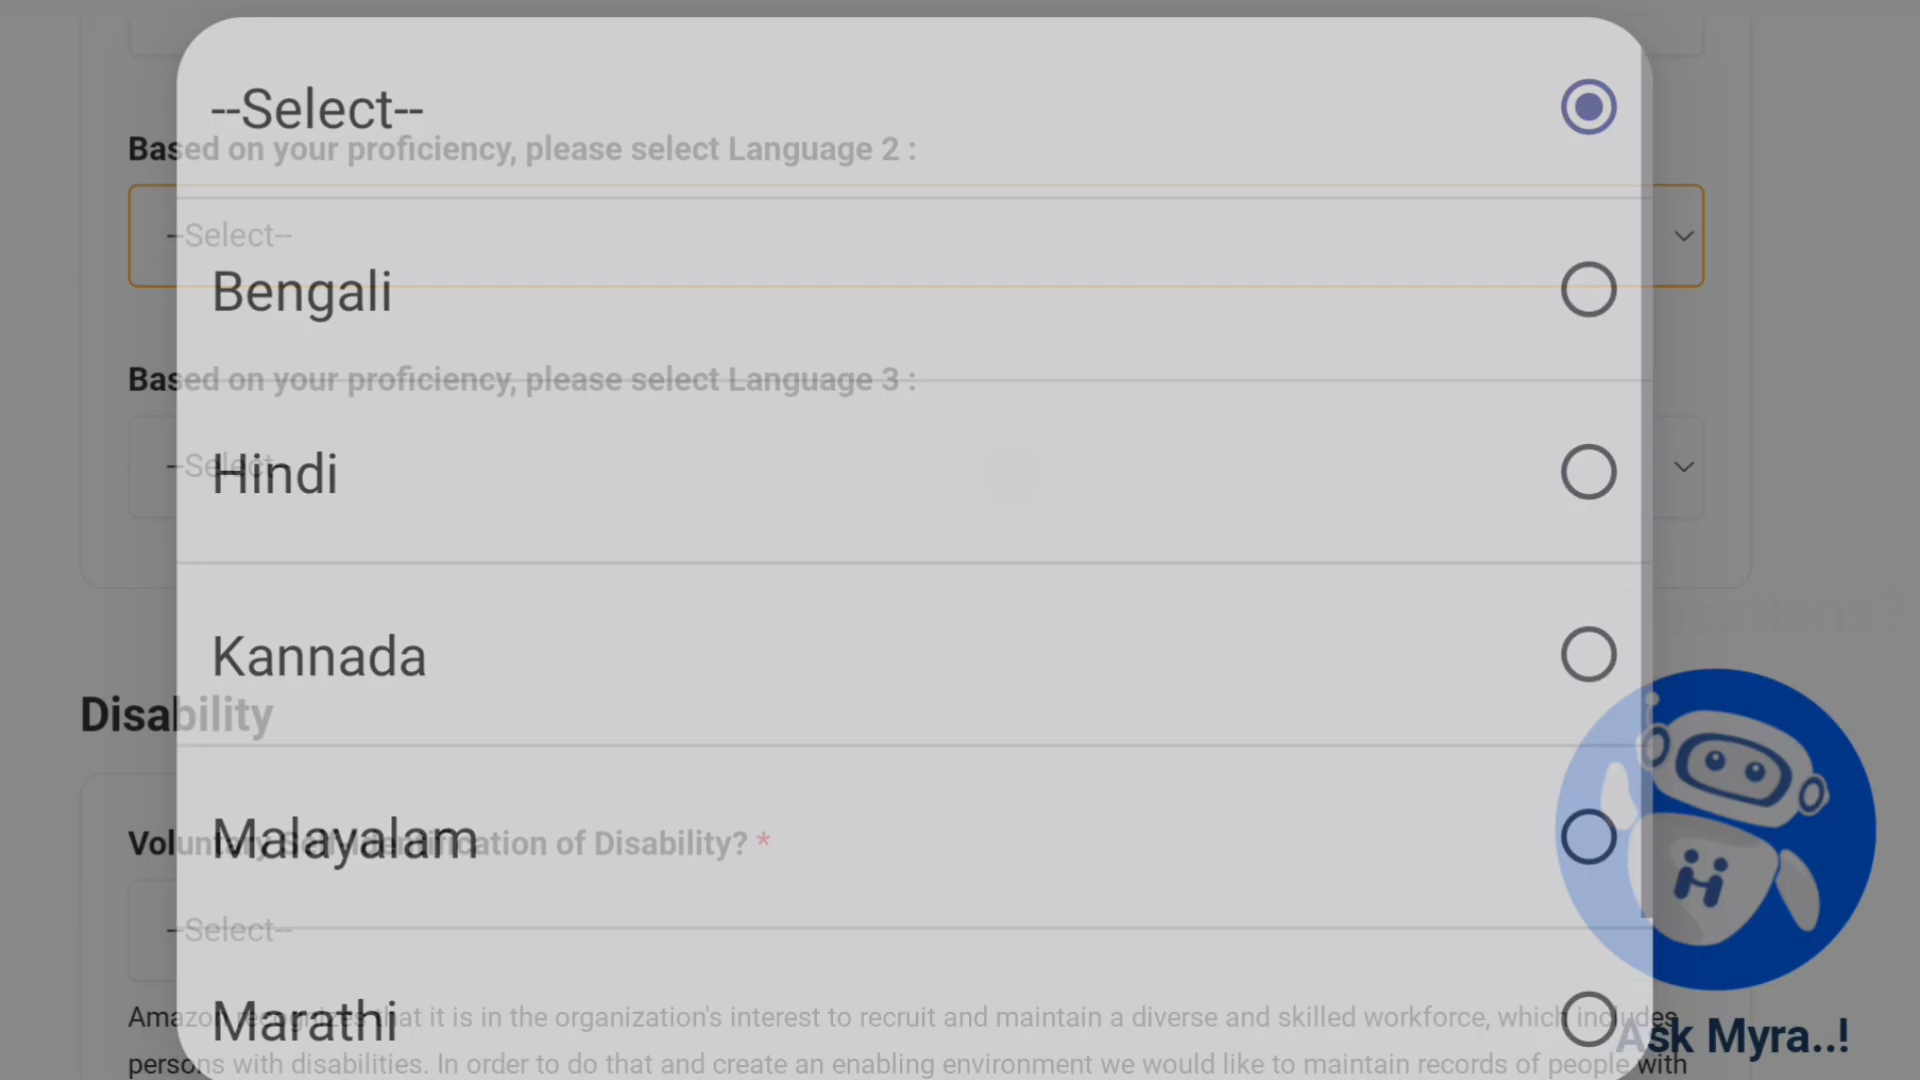 --Select--
Based on your proficiency, please select Language 2 :
--Select--
Bengali
Based on your proficiency, please select Language 3 :
--Select
Hindi
Kannada
Disability
Voluntary Self-Identification of Disability? *
Malayalam
--Select--
Amazon recognizes that it is in the organization's interest to recruit and maintain a diverse and skilled workforce, which includes
Marathi
Ask Myra..!
persons with disabilities. In order to do that and create an enabling environment we would like to maintain records of people with